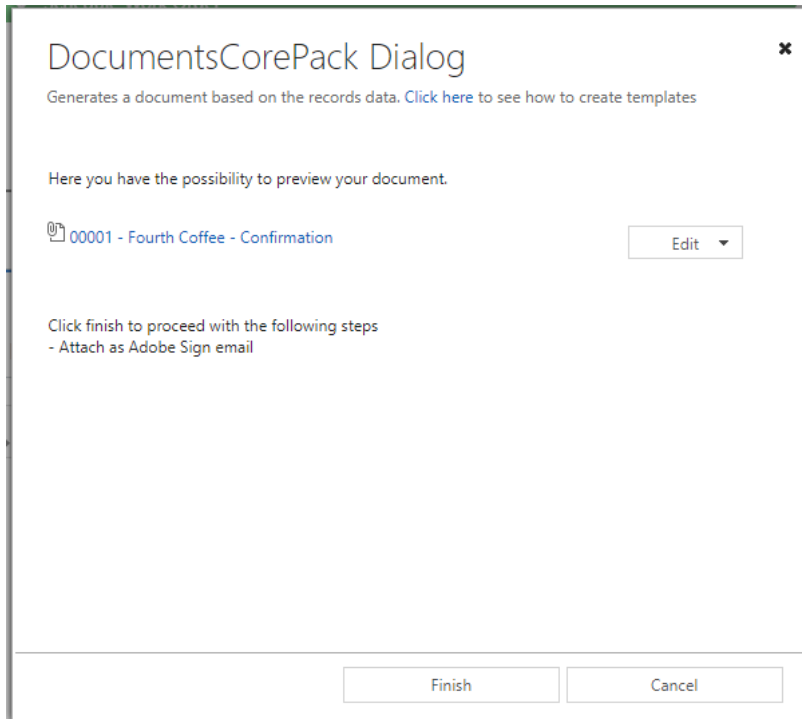 DocumentsCorePack Dialog
Generates a document based on the records data. Click here to see how to create templates
Here you have the possibility to preview your document.
00001 - Fourth Coffee - Confirmation
Edit
Click finish to proceed with the following steps
- Attach as Adobe Sign email
Finish
Cancel